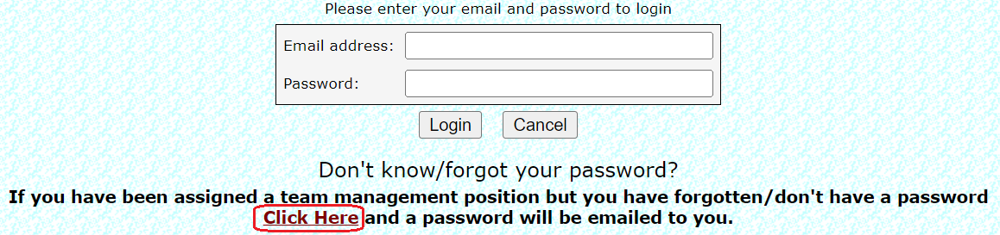 Please enter your email and password to login
Email address:
Password:
Login Cancel
Don't know/forgot your password?
If you have been assigned a team management position but you have forgotten/don't have a password
Click Here and a password will be emailed to you.